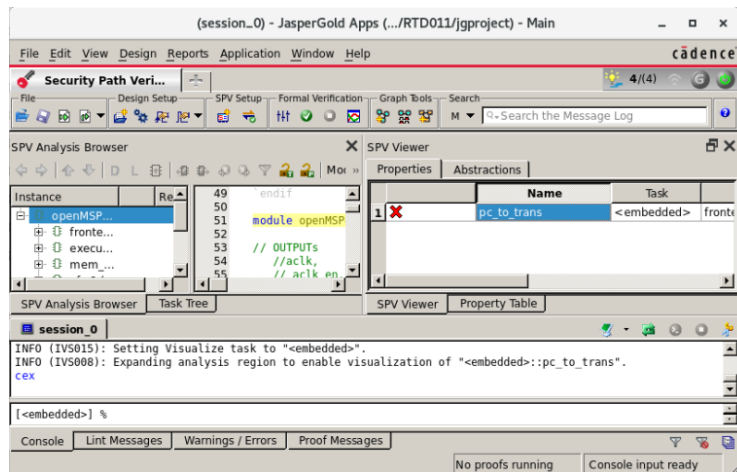 (session_0) - JasperGold Apps (.../RTD011/jgproject) - Main
File Edit View Design Reports Application Window Help
cādence
Security Path Veri...
4/(4)
File Design Setup SPV Setup Formal Verification Graph Tools Search
M Search the Message Log
SPV Analysis Browser
SPV Viewer
D L Mor »
Properties Abstractions
Instance Re
Name Task
openMSP...
fronte...
execu...
mem_...
49 `endif
50
51 module openMSP
52
53 // OUTPUTs
54 //aclk,
55 // aclk en
1 pc_to_trans <embedded> fronte
SPV Analysis Browser Task Tree
SPV Viewer Property Table
session_0
INFO (IVS015): Setting Visualize task to "<embedded>".
INFO (IVS008): Expanding analysis region to enable visualization of "<embedded>::pc_to_trans".
cex
[<embedded>] %
Console Lint Messages Warnings / Errors Proof Messages
No proofs running Console input ready